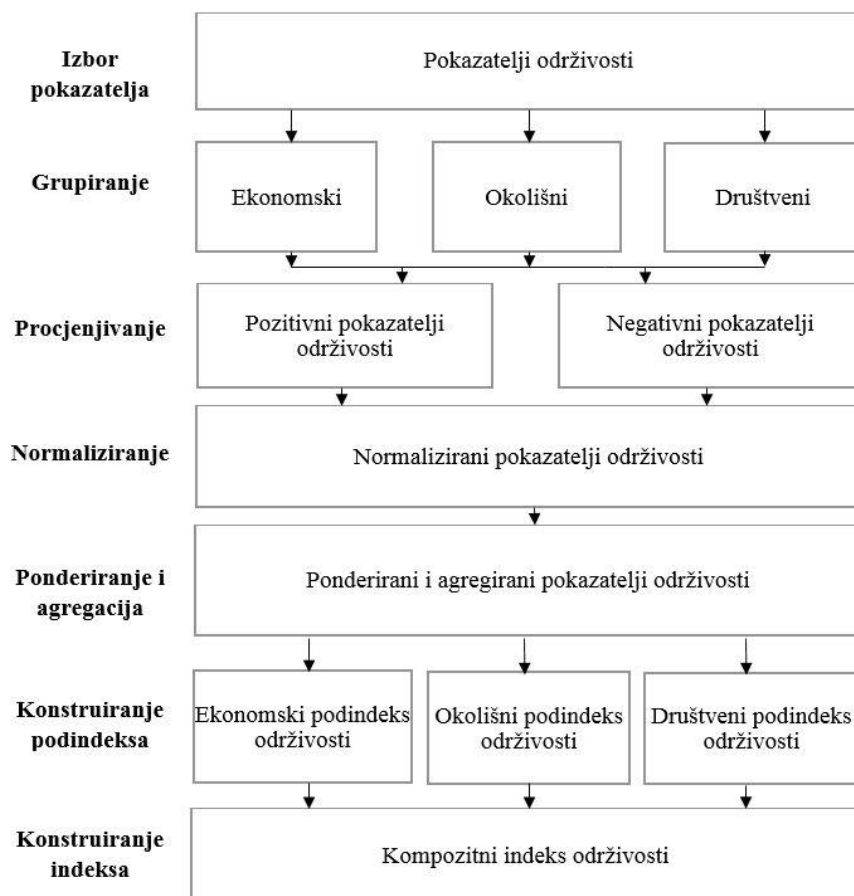 Izbor
pokazatelja
Pokazatelji održivosti
Grupiranje
Ekonomski
Okolišni
Društveni
Procjenjivanje
Pozitivni pokazatelji
održivosti
Negativni pokazatelji
održivosti
Normaliziranje
Normalizirani pokazatelji održivosti
Ponderiranje i
agregacija
Ponderirani i agregirani pokazatelji održivosti
Konstruiranje
podindeksa
Ekonomski podindeks
održivosti
Okolišni podindeks
održivosti
Društveni podindeks
održivosti
Konstruiranje
indeksa
Kompozitni indeks održivosti